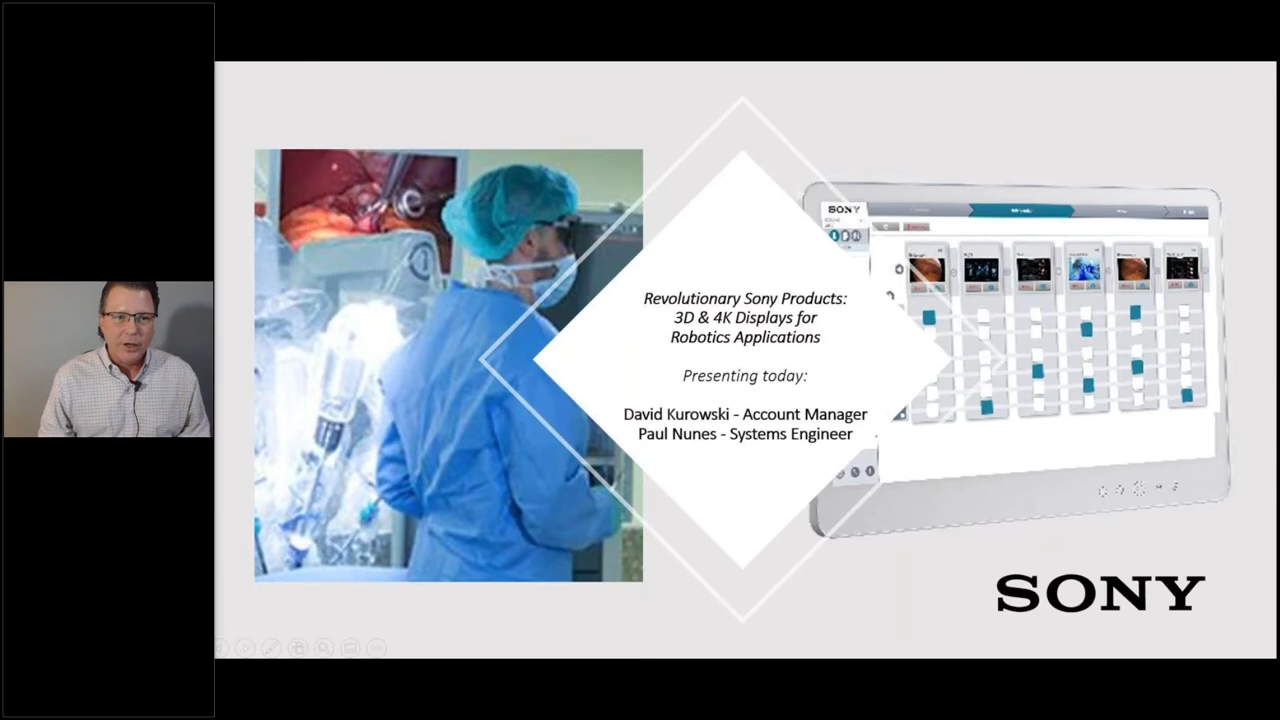 Revolutionary Sony Products:
3D & 4K Displays for
Robotics Applications
Presenting today:
David Kurowski - Account Manager
Paul Nunes - Systems Engineer
SONY
SONY